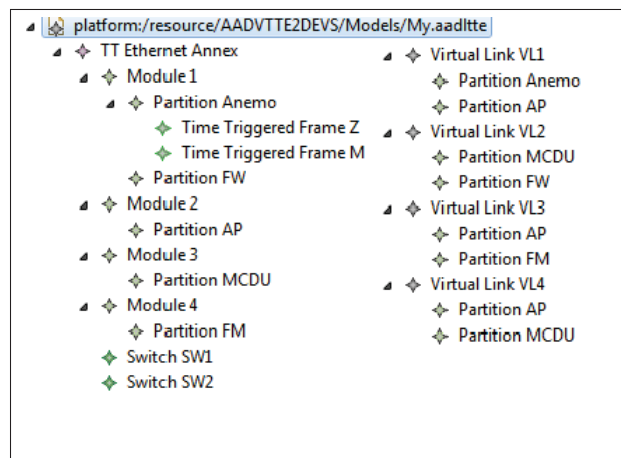 platform:/resource/AADVTTE2DEVS/Models/My.aadltte
TT Ethernet Annex
Module 1
Partition Anemo
Time Triggered Frame Z
Time Triggered Frame M
Partition FW
Module 2
Partition AP
Module 3
Partition MCDU
Module 4
Partition FM
Switch SW1
Switch SW2
Virtual Link VL1
Partition Anemo
Partition AP
Virtual Link VL2
Partition MCDU
Partition FW
Virtual Link VL3
Partition AP
Partition FM
Virtual Link VL4
Partition AP
Partition MCDU